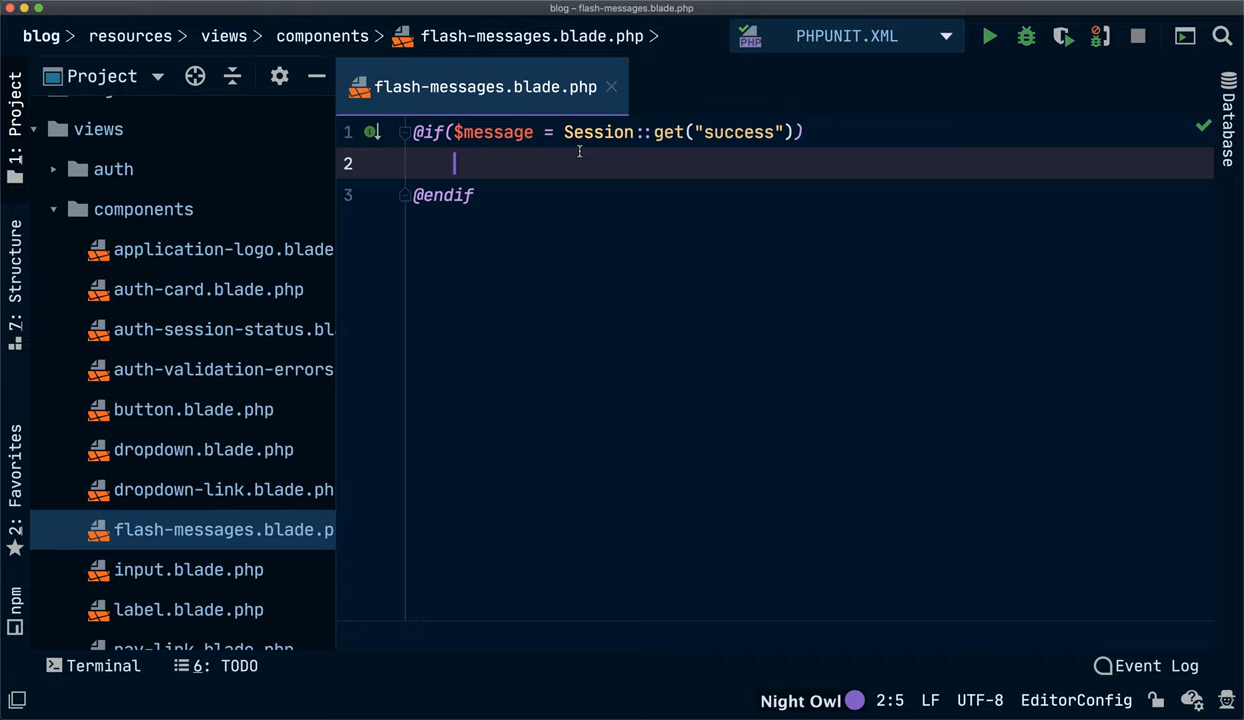 blog – flash-messages.blade.php
blog > resources > views > components > flash-messages.blade.php >
PHPUNIT.XML
Project
flash-messages.blade.php
1: Project
7: Structure
2: Favorites
npm
Database
views
auth
components
application-logo.blade
auth-card.blade.php
auth-session-status.bl
auth-validation-errors
button.blade.php
dropdown.blade.php
dropdown-link.blade.ph
flash-messages.blade.p
input.blade.php
label.blade.php
nav-link.blade.php
1 @if($message = Session::get("success"))
2
3 @endif
Terminal 6: TODO Event Log
Night Owl 2:5 LF UTF-8 EditorConfig